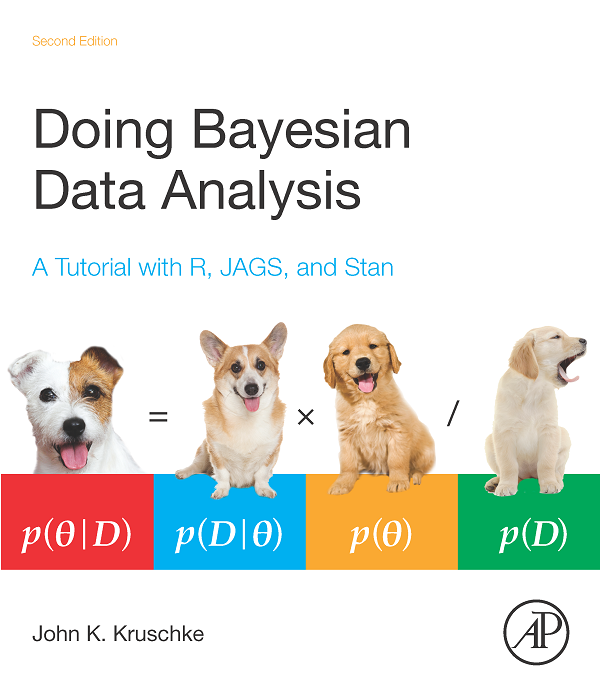 Second Edition
Doing Bayesian
Data Analysis
A Tutorial with R, JAGS, and Stan
= × /
p(θ|D) p(D|θ) p(θ) p(D)
John K. Kruschke
AP